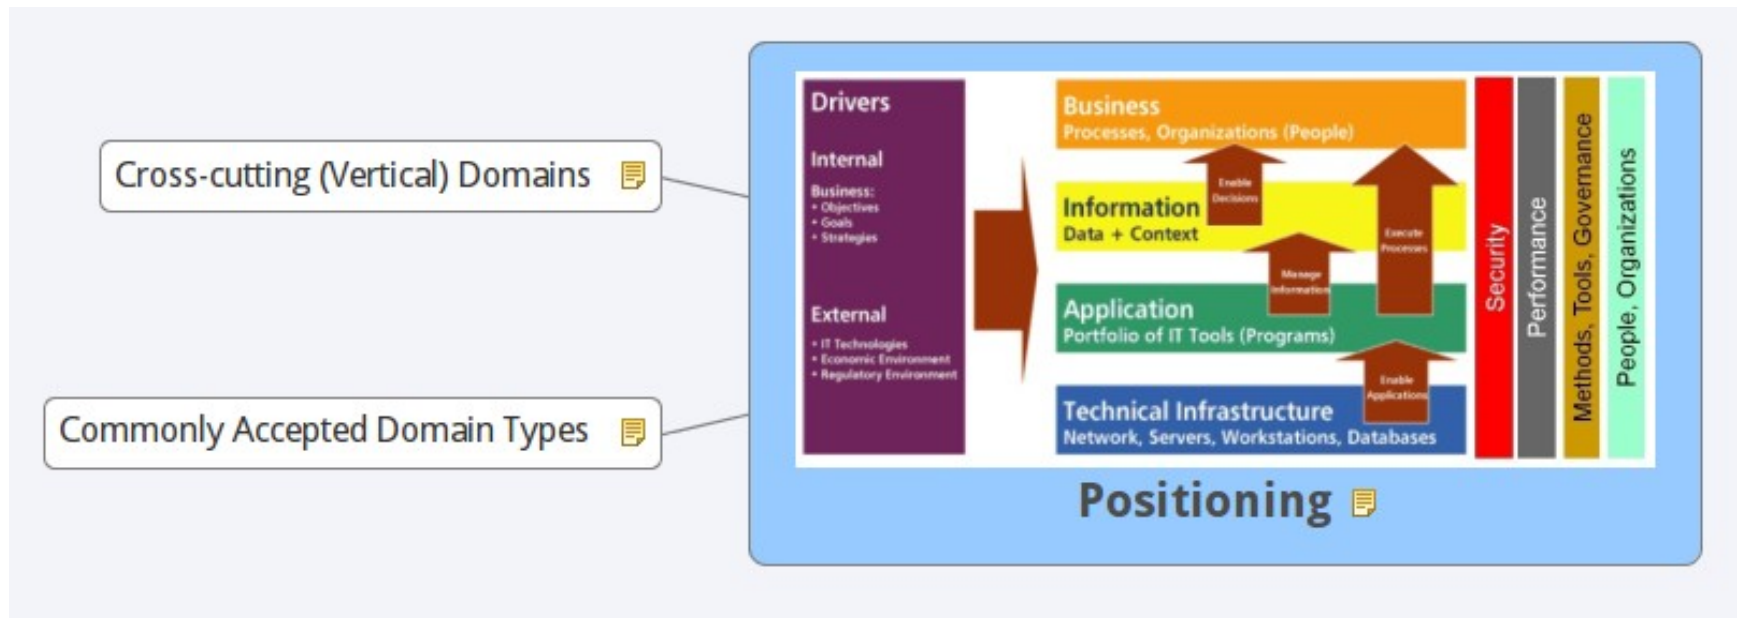 Cross-cutting (Vertical) Domains
Commonly Accepted Domain Types
Drivers
Internal
Business:
• Objectives
• Goals
• Strategies
External
• IT Technologies
• Economic Environment
• Regulatory Environment
Business
Processes, Organizations (People)
Enable
Decisions
Information
Data + Context
Execute
Processes
Manage
Information
Application
Portfolio of IT Tools (Programs)
Enable
Applications
Technical Infrastructure
Network, Servers, Workstations, Databases
Security
Performance
Methods, Tools, Governance
People, Organizations
Positioning